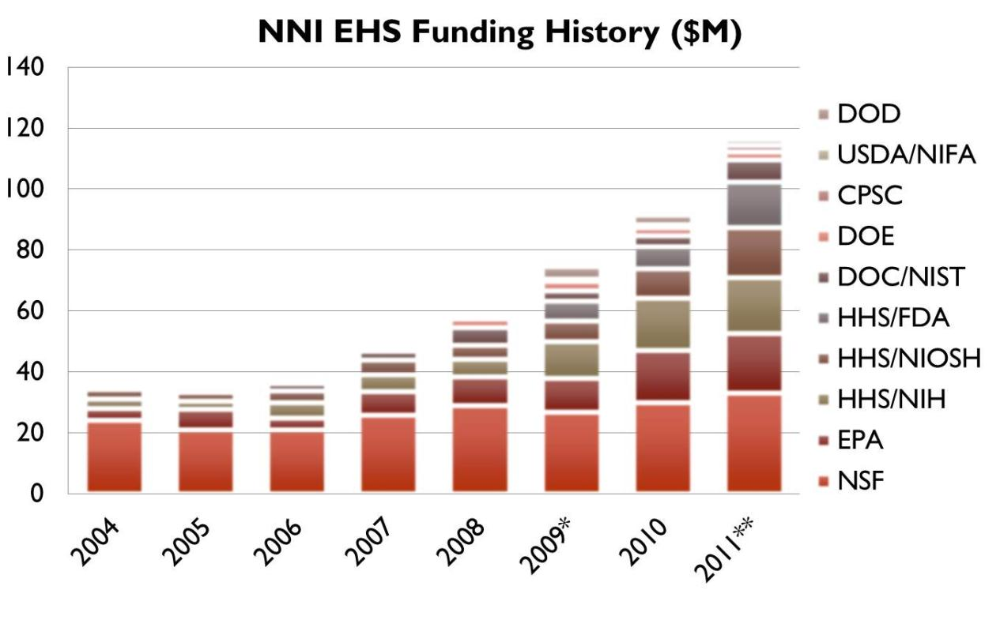 NNI EHS Funding History ($M)
140
120
100
80
60
40
20
0
2004
2005
2006
2007
2008
2009*
2010
2011**
DOD
USDA/NIFA
CPSC
DOE
DOC/NIST
HHS/FDA
HHS/NIOSH
HHS/NIH
EPA
NSF